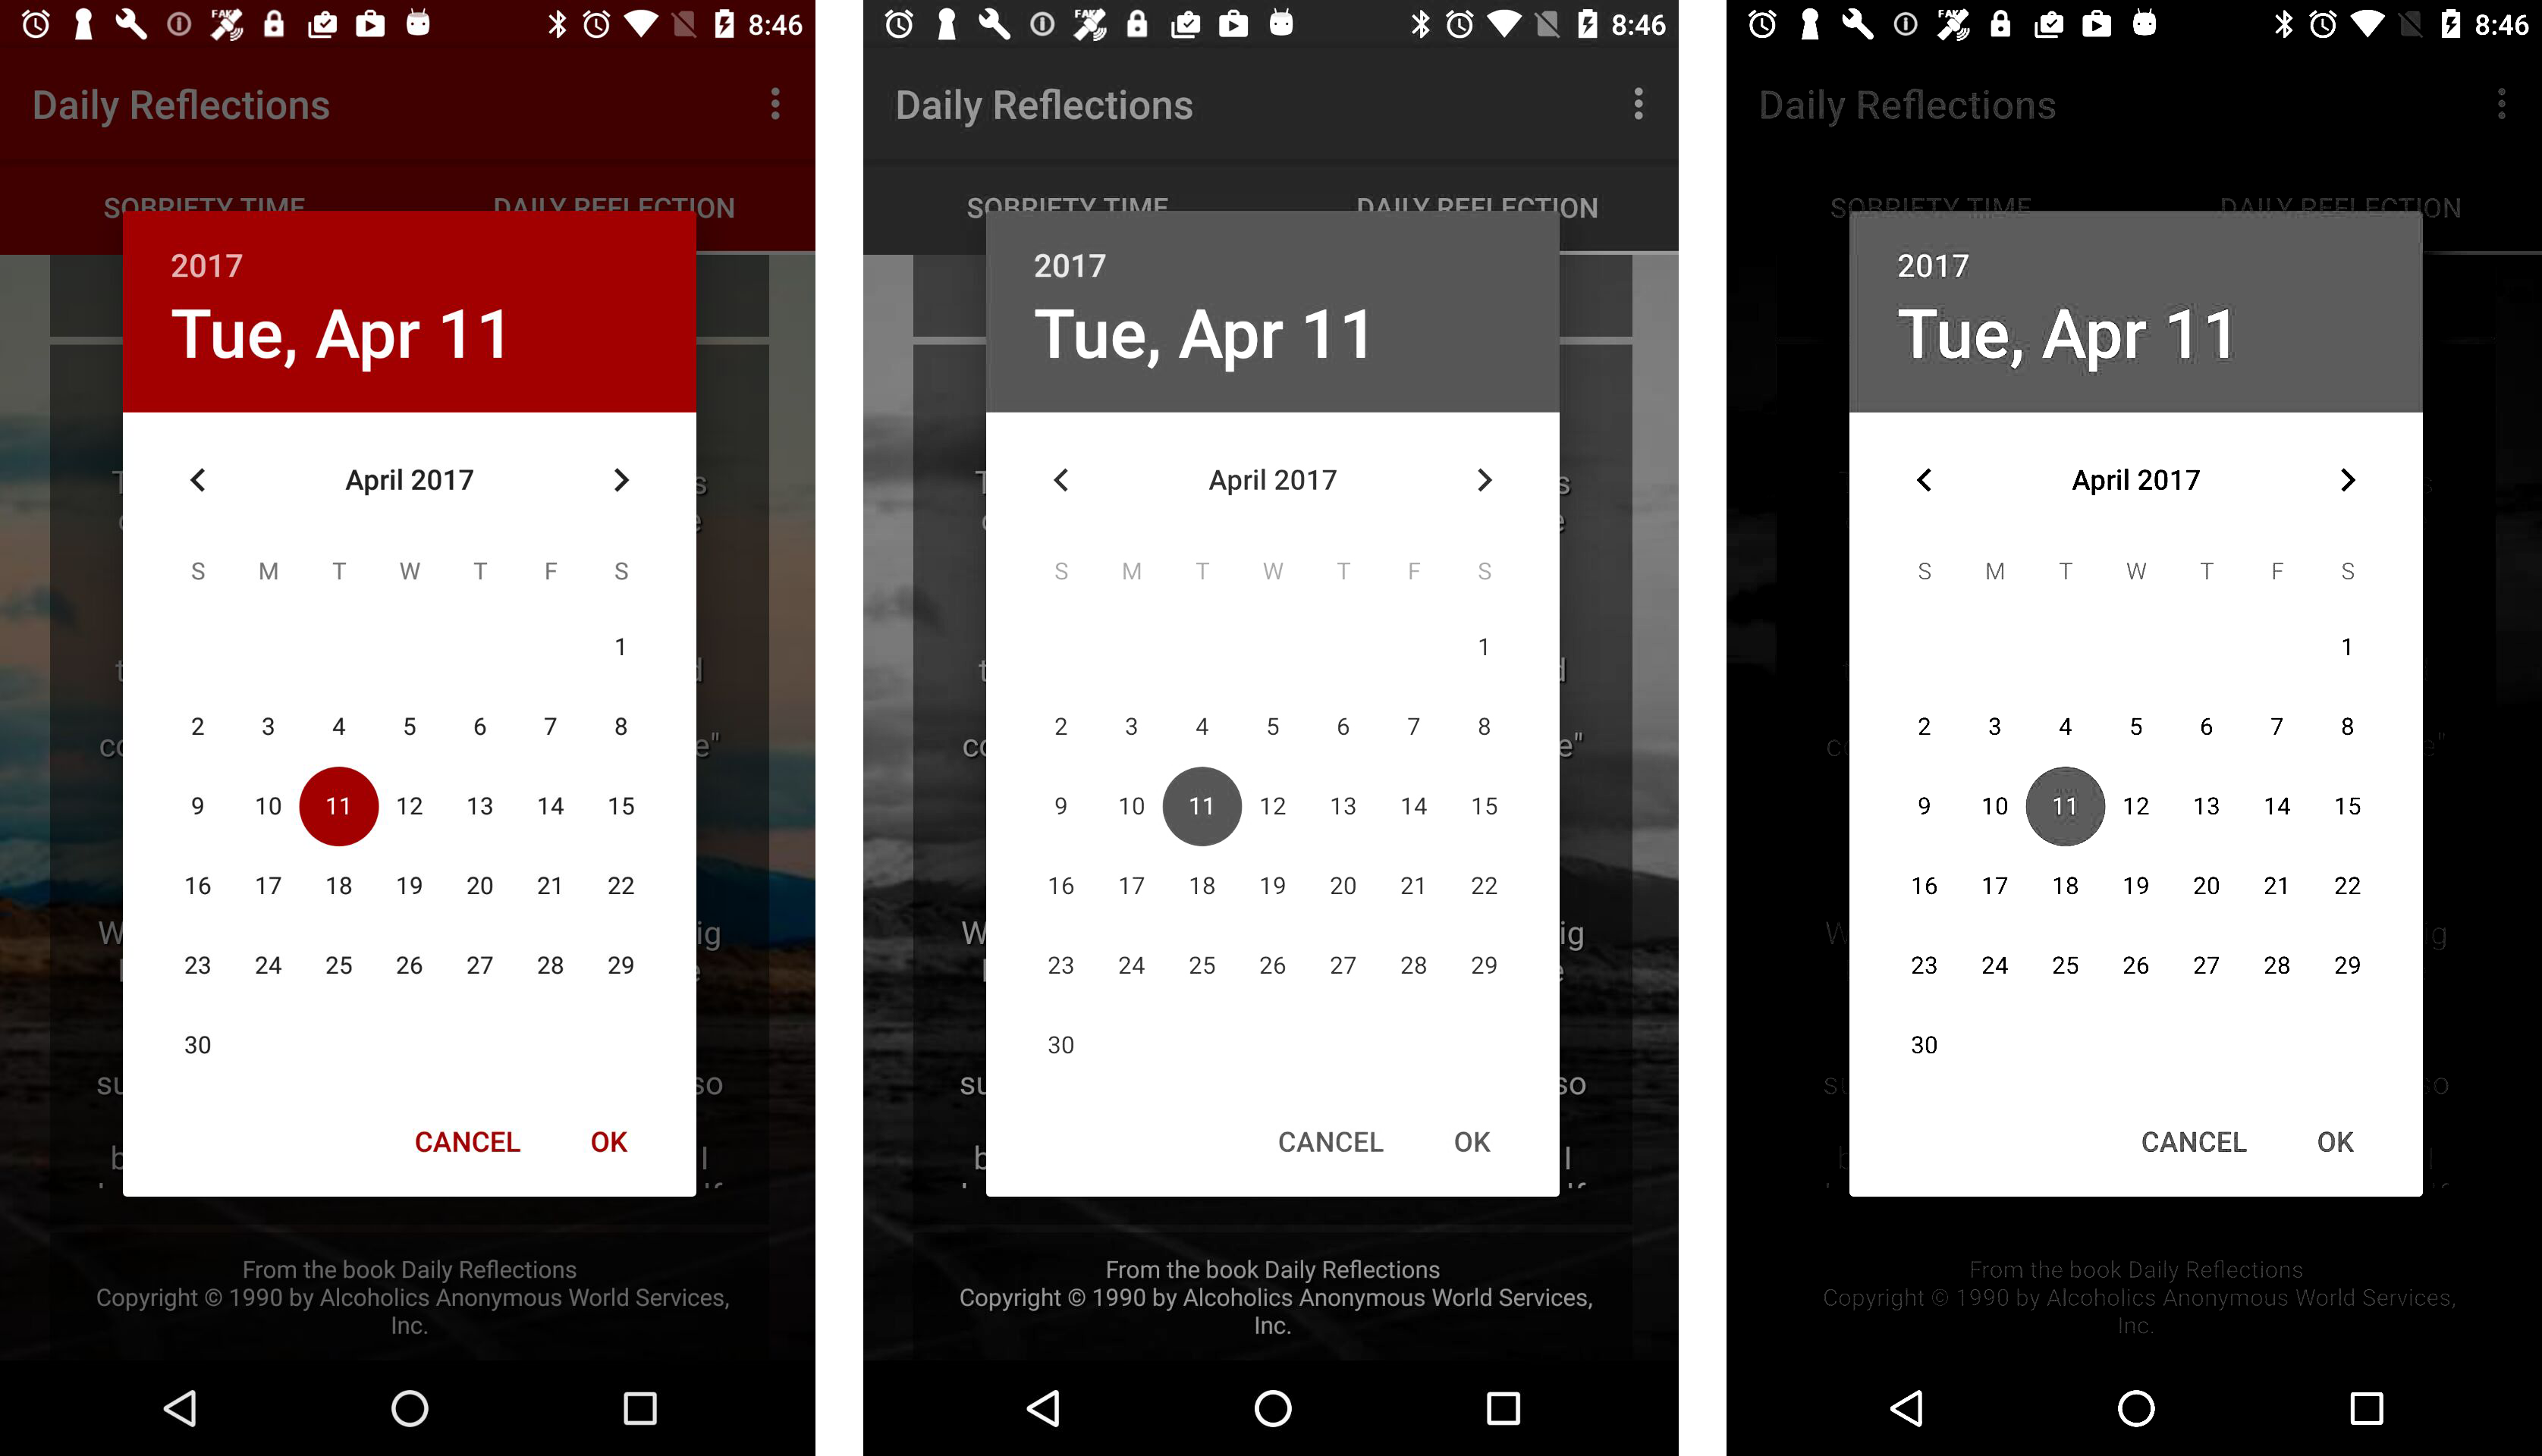 FAKE 8:46
Daily Reflections
SOBRIETY TIME DAILY REFLECTION
2017
Tue, Apr 11
April 2017
S M T W T F S
1
2 3 4 5 6 7 8
9 10 11 12 13 14 15
16 17 18 19 20 21 22
23 24 25 26 27 28 29
30
CANCEL OK
From the book Daily Reflections
Copyright © 1990 by Alcoholics Anonymous World Services,
Inc.
FAKE 8:46
Daily Reflections
SOBRIETY TIME DAILY REFLECTION
2017
Tue, Apr 11
April 2017
S M T W T F S
1
2 3 4 5 6 7 8
9 10 11 12 13 14 15
16 17 18 19 20 21 22
23 24 25 26 27 28 29
30
CANCEL OK
From the book Daily Reflections
Copyright © 1990 by Alcoholics Anonymous World Services,
Inc.
FAKE 8:46
Daily Reflections
SOBRIETY TIME DAILY REFLECTION
2017
Tue, Apr 11
April 2017
S M T W T F S
1
2 3 4 5 6 7 8
9 10 11 12 13 14 15
16 17 18 19 20 21 22
23 24 25 26 27 28 29
30
CANCEL OK
From the book Daily Reflections
Copyright © 1990 by Alcoholics Anonymous World Services,
Inc.